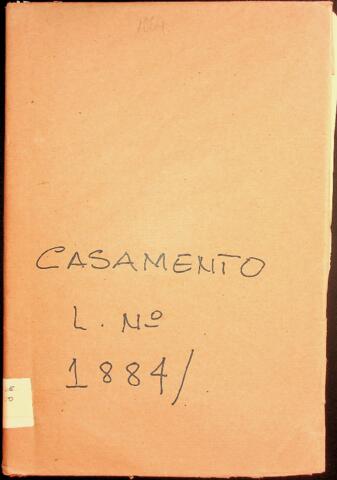 CASAMENTO
L. Nº
1884/